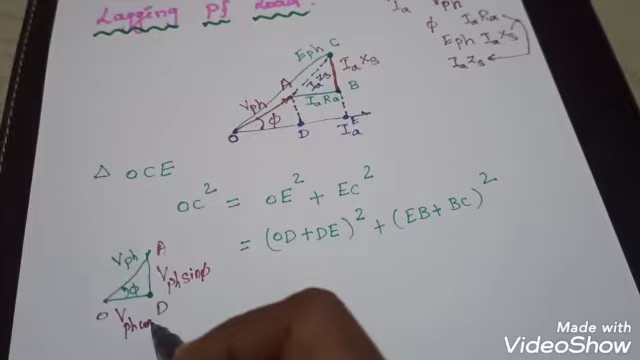 Lagging Pf Load.
Ia Vph
φ IaRa
Eph IaXs
IaZs
Eph C
A IaZs IaXs
Vph IaRa B
φ
O D E
Ia
△ OCE
OC² = OE² + EC²
= (OD+DE)² + (EB+BC)²
Vph A
φ Vph sinφ
O D
Vph cos
Made with
VideoShow